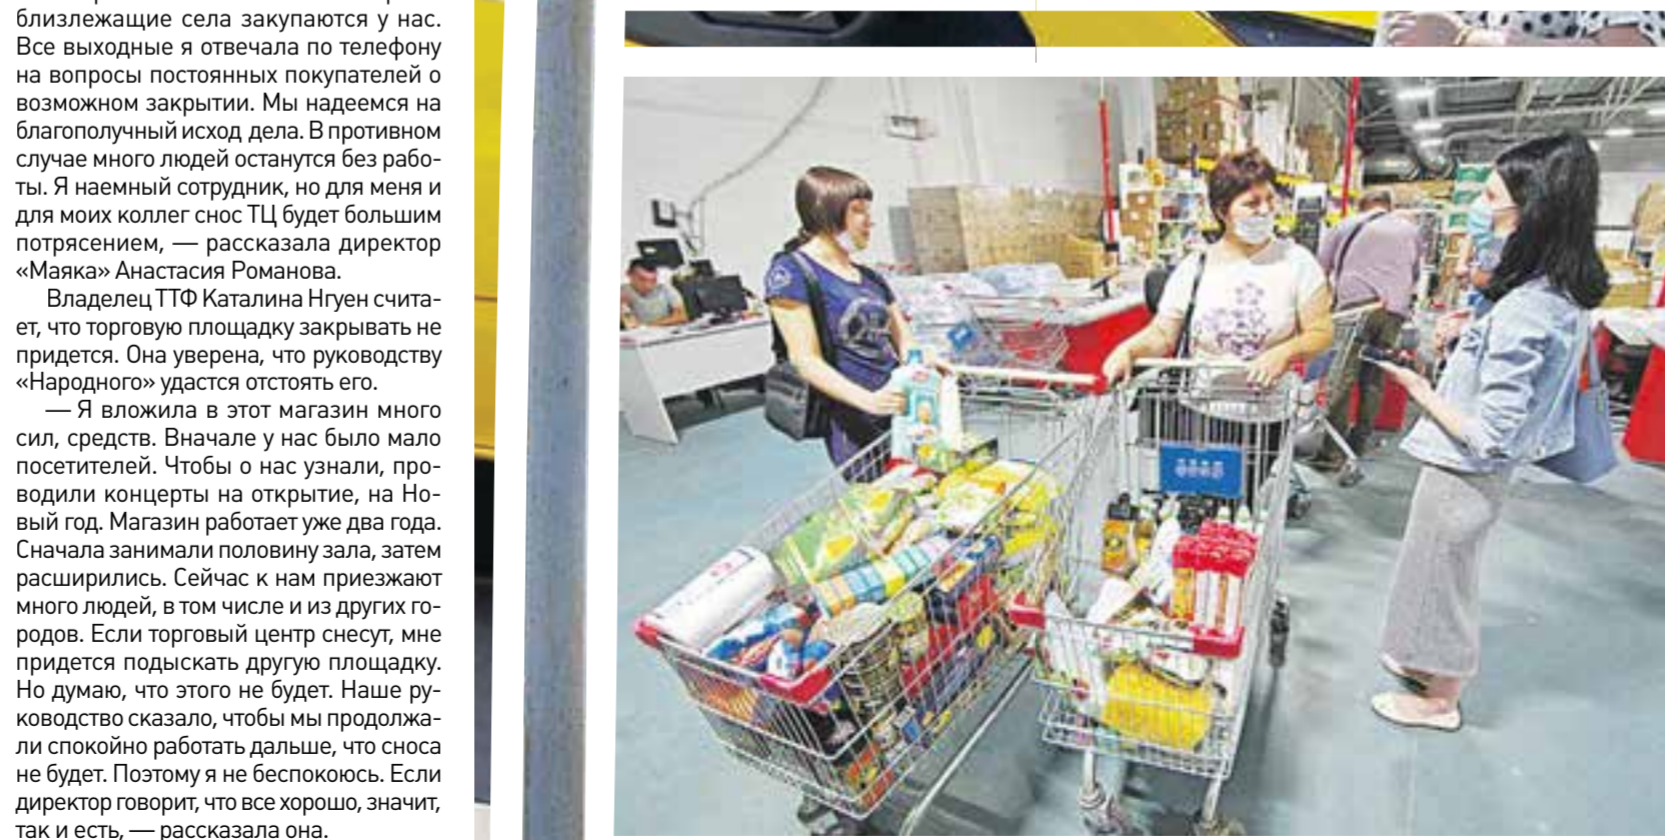 близлежащие села закупаются у нас.
Все выходные я отвечала по телефону
на вопросы постоянных покупателей о
возможном закрытии. Мы надеемся на
благополучный исход дела. В противном
случае много людей останутся без рабо-
ты. Я наемный сотрудник, но для меня и
для моих коллег снос ТЦ будет большим
потрясением, — рассказала директор
«Маяка» Анастасия Романова.
Владелец ТТФ Каталина Нгуен счита-
ет, что торговую площадку закрывать не
придется. Она уверена, что руководству
«Народного» удастся отстоять его.
— Я вложила в этот магазин много
сил, средств. Вначале у нас было мало
посетителей. Чтобы о нас узнали, про-
водили концерты на открытие, на Но-
вый год. Магазин работает уже два года.
Сначала занимали половину зала, затем
расширились. Сейчас к нам приезжают
много людей, в том числе и из других го-
родов. Если торговый центр снесут, мне
придется подыскать другую площадку.
Но думаю, что этого не будет. Наше ру-
ководство сказало, чтобы мы продолжа-
ли спокойно работать дальше, что сноса
не будет. Поэтому я не беспокоюсь. Если
директор говорит, что все хорошо, значит,
так и есть, — рассказала она.